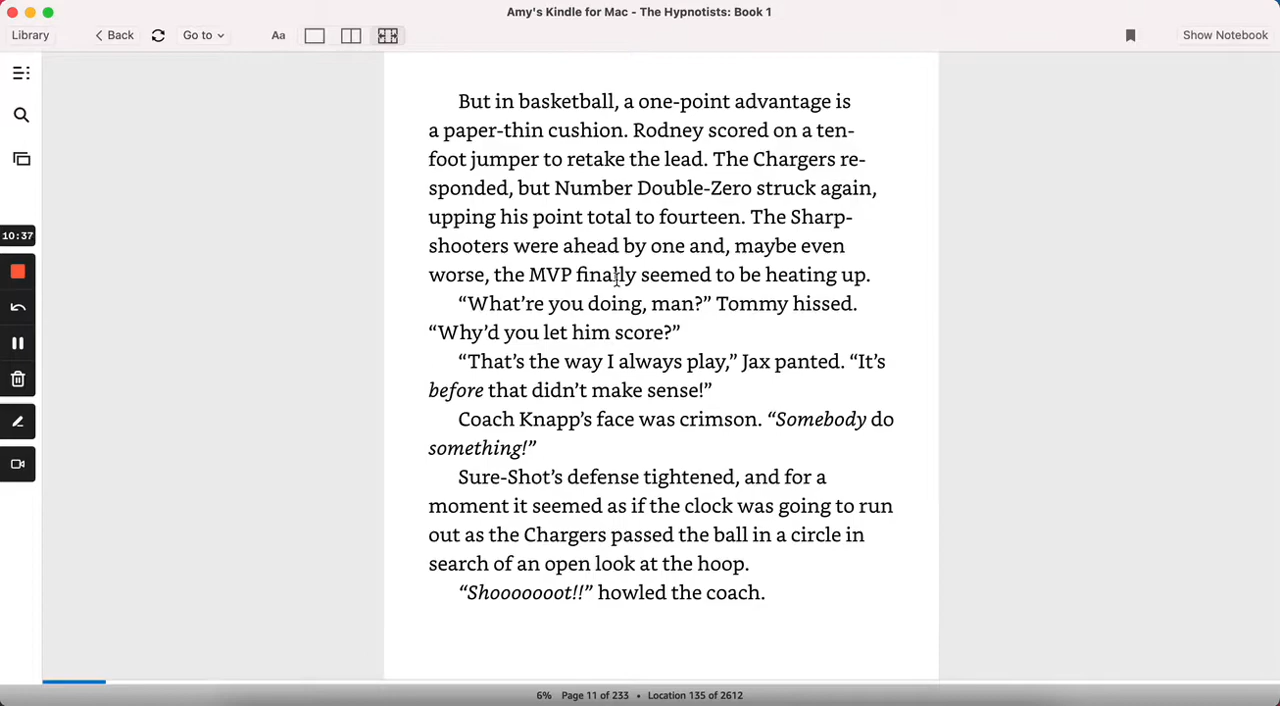 Amy's Kindle for Mac - The Hypnotists: Book 1
Library
Back
Go to
Aa
Show Notebook
But in basketball, a one-point advantage is
a paper-thin cushion. Rodney scored on a ten-
foot jumper to retake the lead. The Chargers re-
sponded, but Number Double-Zero struck again,
upping his point total to fourteen. The Sharp-
shooters were ahead by one and, maybe even
worse, the MVP finally seemed to be heating up.
“What’re you doing, man?” Tommy hissed.
“Why’d you let him score?”
“That’s the way I always play,” Jax panted. “It’s
before that didn’t make sense!”
Coach Knapp’s face was crimson. “Somebody do
something!”
Sure-Shot’s defense tightened, and for a
moment it seemed as if the clock was going to run
out as the Chargers passed the ball in a circle in
search of an open look at the hoop.
“Shooooooot!!” howled the coach.
10:37
6% Page 11 of 233 • Location 135 of 2612